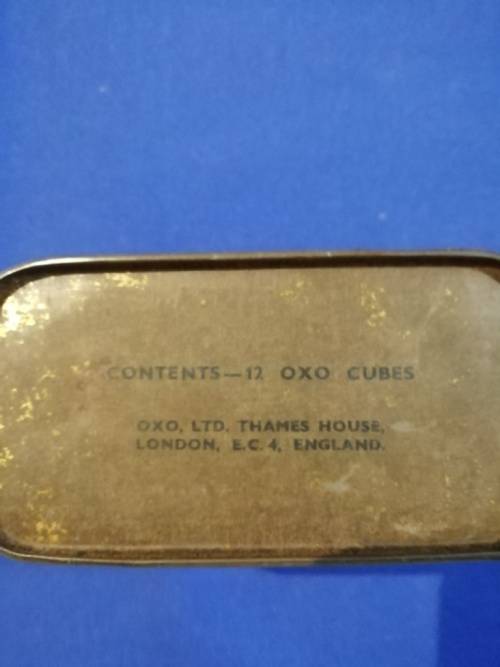 CONTENTS—12 OXO CUBES
OXO, LTD. THAMES HOUSE,
LONDON, E.C. 4, ENGLAND.